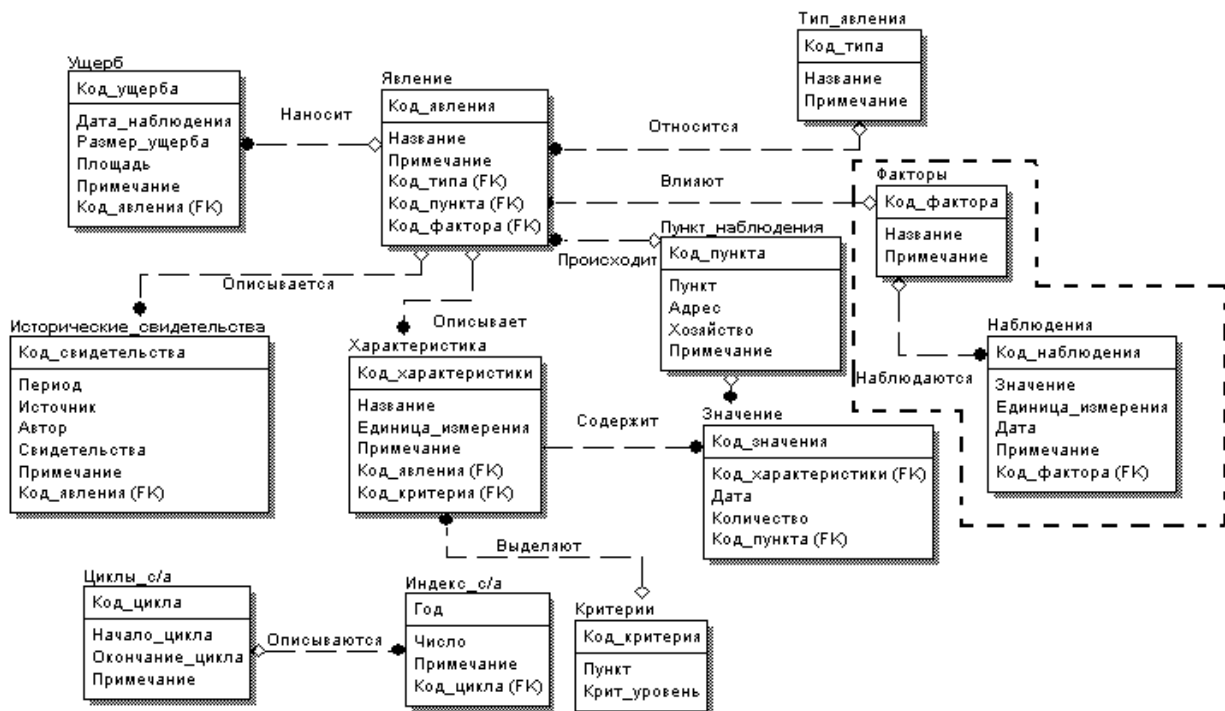 Тип_явления
Код_типа
Название
Примечание
Ущерб
Код_ущерба
Дата_наблюдения
Размер_ущерба
Площадь
Примечание
Код_явления (FK)
Наносит
Явление
Код_явления
Название
Примечание
Код_типа (FK)
Код_пункта (FK)
Код_фактора (FK)
Относится
Влияют
Факторы
Код_фактора
Название
Примечание
Происходит
Пункт_наблюдения
Код_пункта
Пункт
Адрес
Хозяйство
Примечание
Описывается
Описывает
Исторические_свидетельства
Код_свидетельства
Период
Источник
Автор
Свидетельства
Примечание
Код_явления (FK)
Характеристика
Код_характеристики
Название
Единица_измерения
Примечание
Код_явления (FK)
Код_критерия (FK)
Содержит
Значение
Код_значения
Код_характеристики (FK)
Дата
Количество
Код_пункта (FK)
Наблюдаются
Наблюдения
Код_наблюдения
Значение
Единица_измерения
Дата
Примечание
Код_фактора (FK)
Выделяют
Циклы_с/а
Код_цикла
Начало_цикла
Окончание_цикла
Примечание
Описываются
Индекс_с/а
Год
Число
Примечание
Код_цикла (FK)
Критерии
Код_критерия
Пункт
Крит_уровень